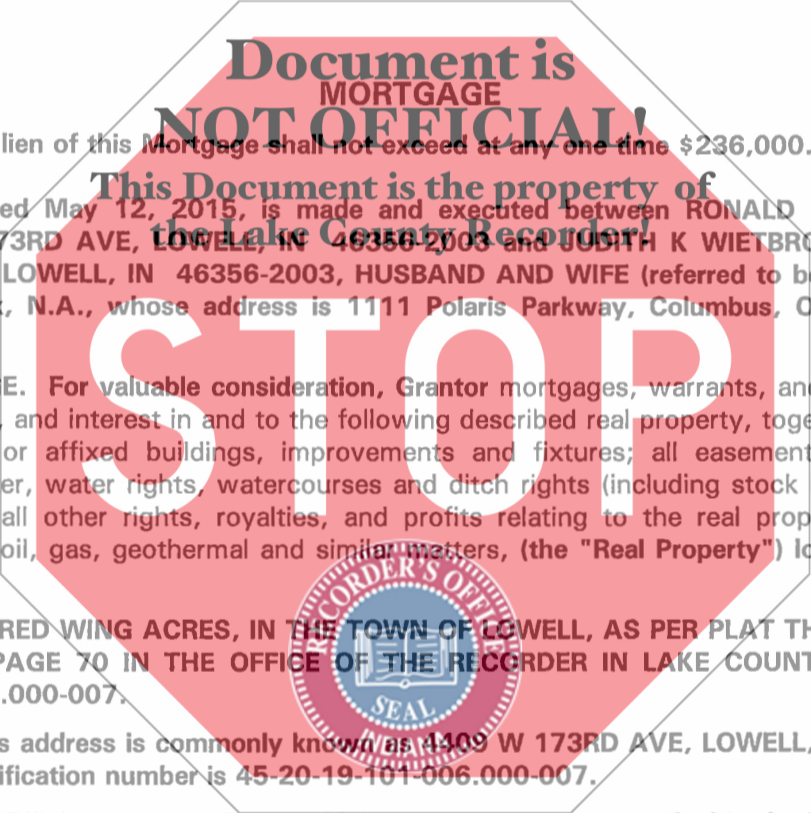 Document is
MORTGAGE
NOT OFFICIAL!
lien of this Mortgage shall not exceed at any one time $236,000.
This Document is the property of
ed May 12, 2015, is made and executed between RONALD
the Lake County Recorder!
73RD AVE, LOWELL, IN 46356-2003 and JUDITH K WIETBRO
LOWELL, IN 46356-2003, HUSBAND AND WIFE (referred to be
, N.A., whose address is 1111 Polaris Parkway, Columbus, O
STOP
E. For valuable consideration, Grantor mortgages, warrants, and
, and interest in and to the following described real property, toge
or affixed buildings, improvements and fixtures; all easement
er, water rights, watercourses and ditch rights (including stock
all other rights, royalties, and profits relating to the real prop
oil, gas, geothermal and similar matters, (the "Real Property") lo
RECORDER'S OFFICE
RED WING ACRES, IN THE TOWN OF LOWELL, AS PER PLAT TH
PAGE 70 IN THE OFFICE OF THE RECORDER IN LAKE COUNT
.000-007.
SEAL
INDIANA
s address is commonly known as 4409 W 173RD AVE, LOWELL,
ification number is 45-20-19-101-006.000-007.